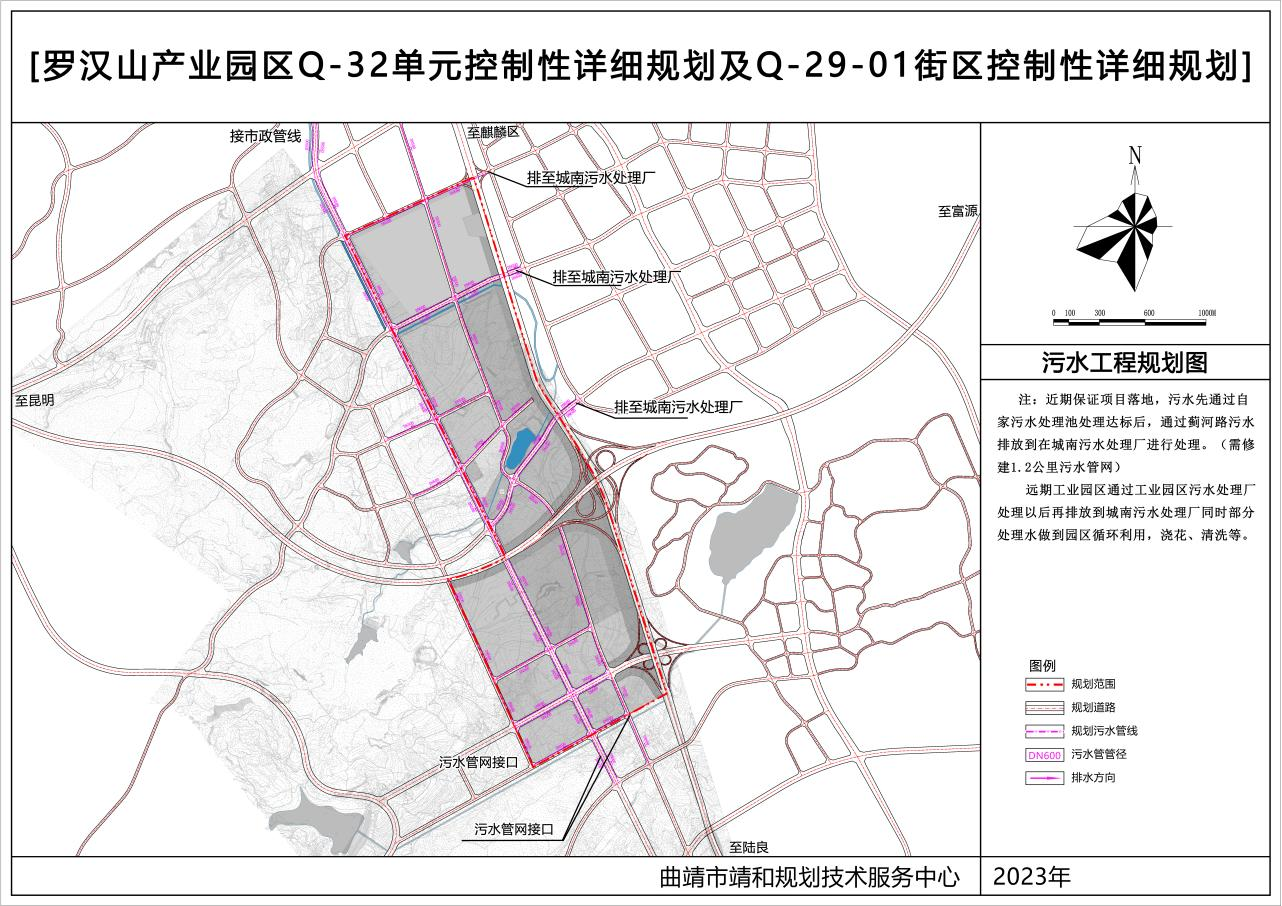 [罗汉山产业园区Q-32单元控制性详细规划及Q-29-01街区控制性详细规划]
接市政管线
至麒麟区
排至城南污水处理厂
至富源
排至城南污水处理厂
至昆明
排至城南污水处理厂
污水管网接口
污水管网接口
至陆良
N
0 100 300 600 1000M
污水工程规划图
注：近期保证项目落地，污水先通过自
家污水处理池处理达标后，通过蓟河路污水
排放到在城南污水处理厂进行处理。（需修
建1.2公里污水管网）
远期工业园区通过工业园区污水处理厂
处理以后再排放到城南污水处理厂同时部分
处理水做到园区循环利用，浇花、清洗等。
图例
规划范围
规划道路
规划污水管线
DN600 污水管管径
排水方向
曲靖市靖和规划技术服务中心
2023年